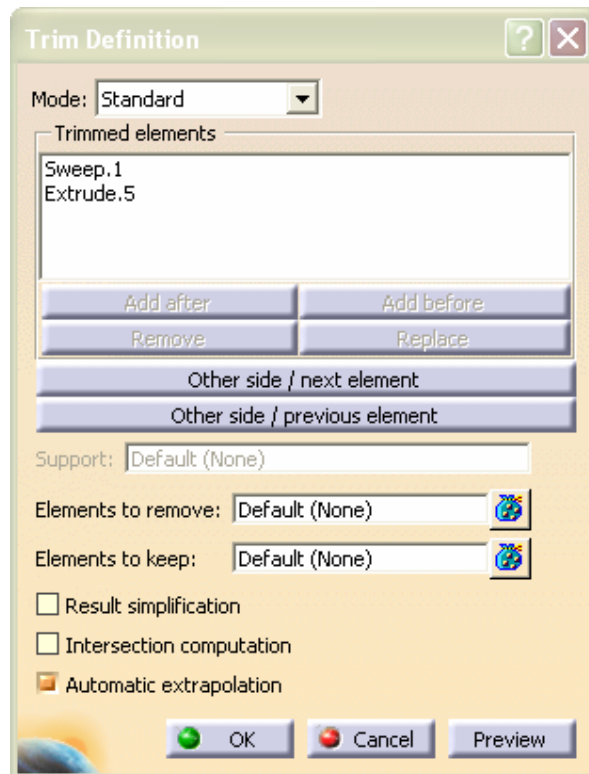 Trim Definition
Mode: Standard
Trimmed elements
Sweep.1
Extrude.5
Add after Add before
Remove Replace
Other side / next element
Other side / previous element
Support: Default (None)
Elements to remove: Default (None)
Elements to keep: Default (None)
Result simplification
Intersection computation
Automatic extrapolation
OK Cancel Preview